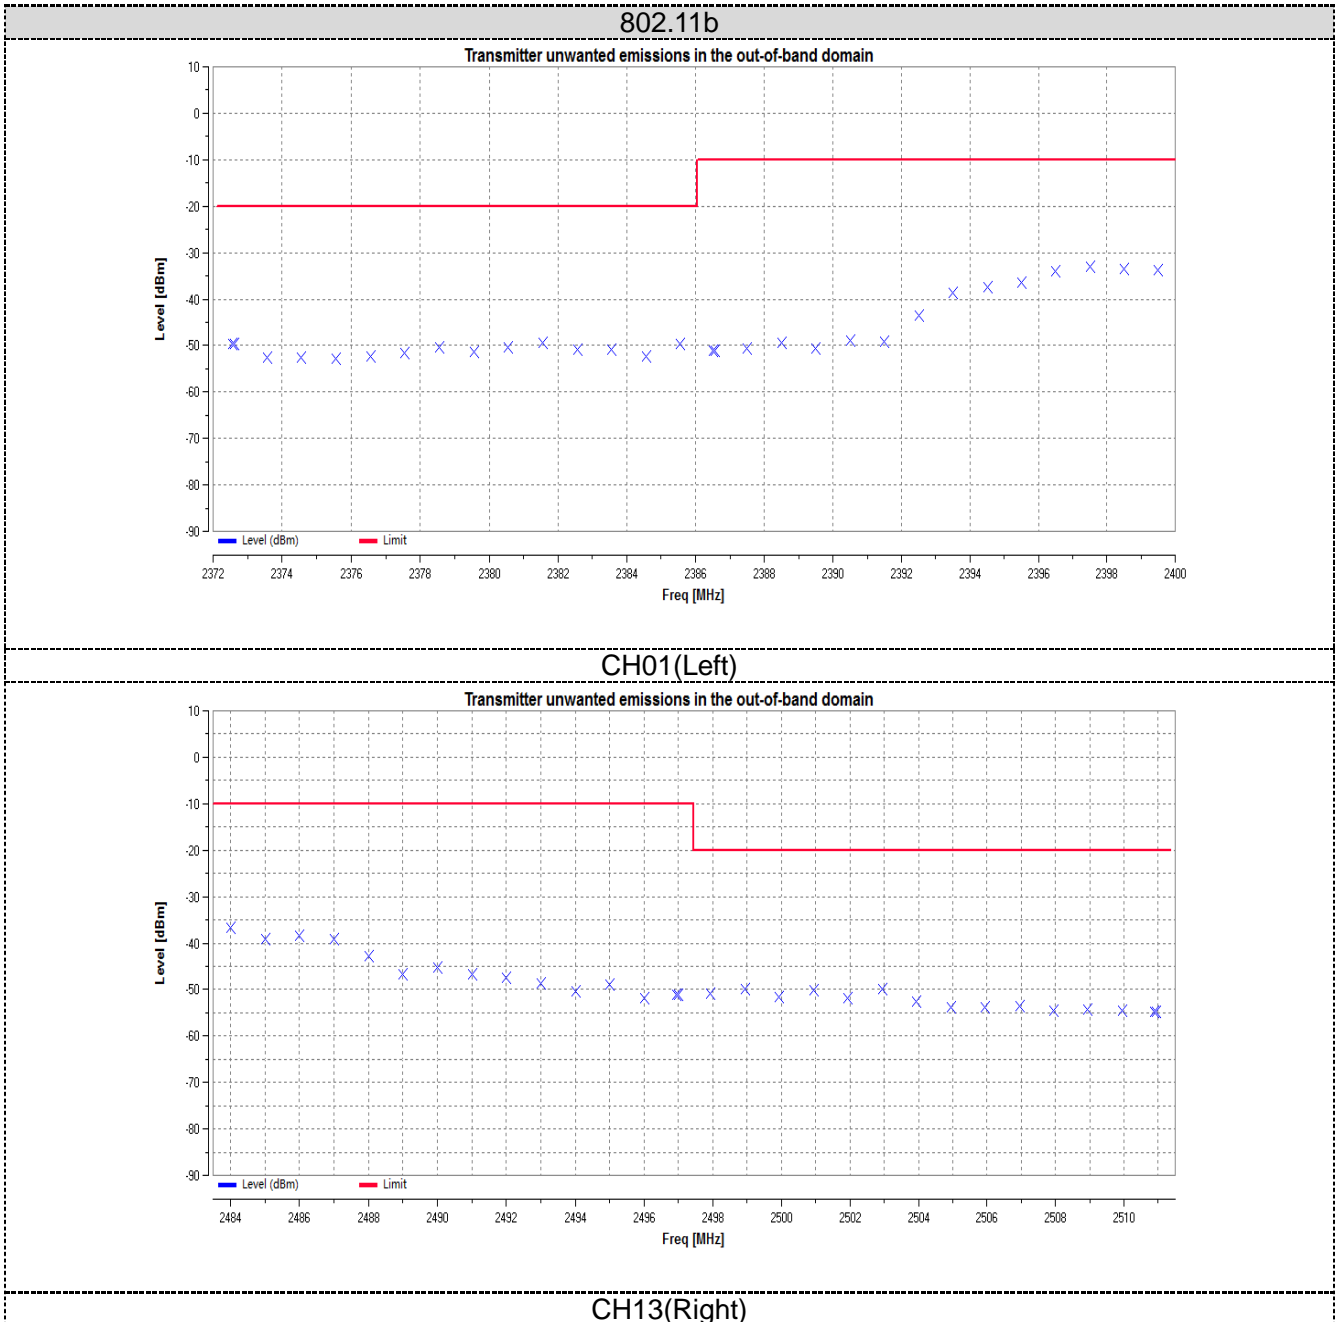 802.11b
Transmitter unwanted emissions in the out-of-band domain
10
0
-10
-20
-30
-40
-50
-60
-70
-80
-90
Level [dBm]
Level (dBm) Limit
2372 2374 2376 2378 2380 2382 2384 2386 2388 2390 2392 2394 2396 2398 2400
Freq [MHz]
CH01(Left)
Transmitter unwanted emissions in the out-of-band domain
10
0
-10
-20
-30
-40
-50
-60
-70
-80
-90
Level [dBm]
Level (dBm) Limit
2484 2486 2488 2490 2492 2494 2496 2498 2500 2502 2504 2506 2508 2510
Freq [MHz]
CH13(Right)